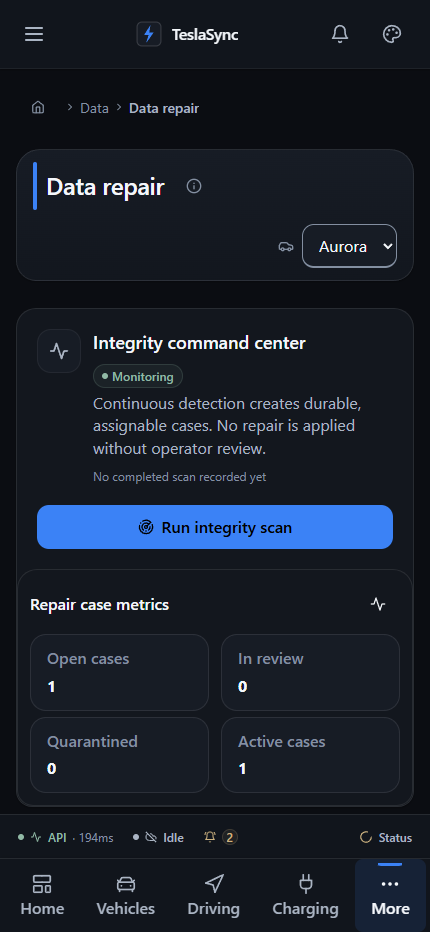 TeslaSync
Data
Data repair
Data repair
Aurora
Integrity command center
Monitoring
Continuous detection creates durable,
assignable cases. No repair is applied
without operator review.
No completed scan recorded yet
Run integrity scan
Repair case metrics
Open cases
1
In review
0
Quarantined
0
Active cases
1
API · 194ms
Idle
2
Status
Home
Vehicles
Driving
Charging
More